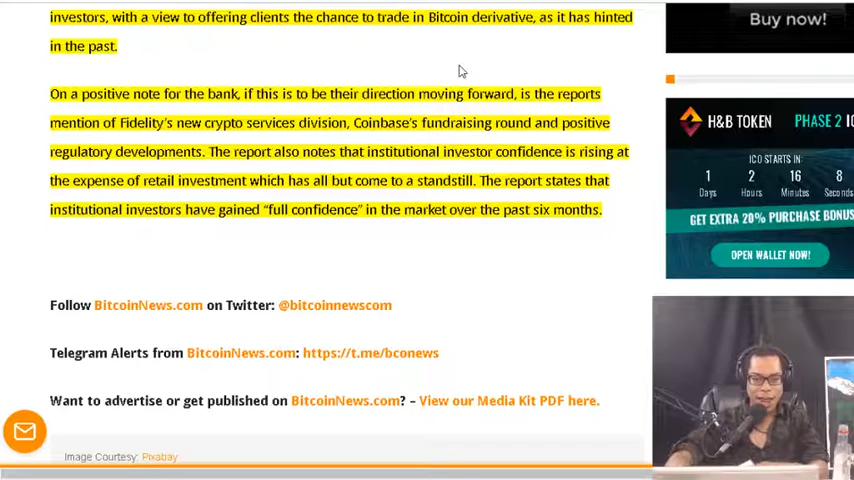 investors, with a view to offering clients the chance to trade in Bitcoin derivative, as it has hinted
in the past.
On a positive note for the bank, if this is to be their direction moving forward, is the reports
mention of Fidelity's new crypto services division, Coinbase's fundraising round and positive
regulatory developments. The report also notes that institutional investor confidence is rising at
the expense of retail investment which has all but come to a standstill. The report states that
institutional investors have gained “full confidence” in the market over the past six months.
Follow BitcoinNews.com on Twitter: @bitcoinnewscom
Telegram Alerts from BitcoinNews.com: https://t.me/bconews
Want to advertise or get published on BitcoinNews.com? – View our Media Kit PDF here.
Image Courtesy: Pixabay
Buy now!
H&B TOKEN PHASE 2 IC
ICO STARTS IN:
1 2 16 8
Days Hours Minutes Seconds
GET EXTRA 20% PURCHASE BONUS
OPEN WALLET NOW!